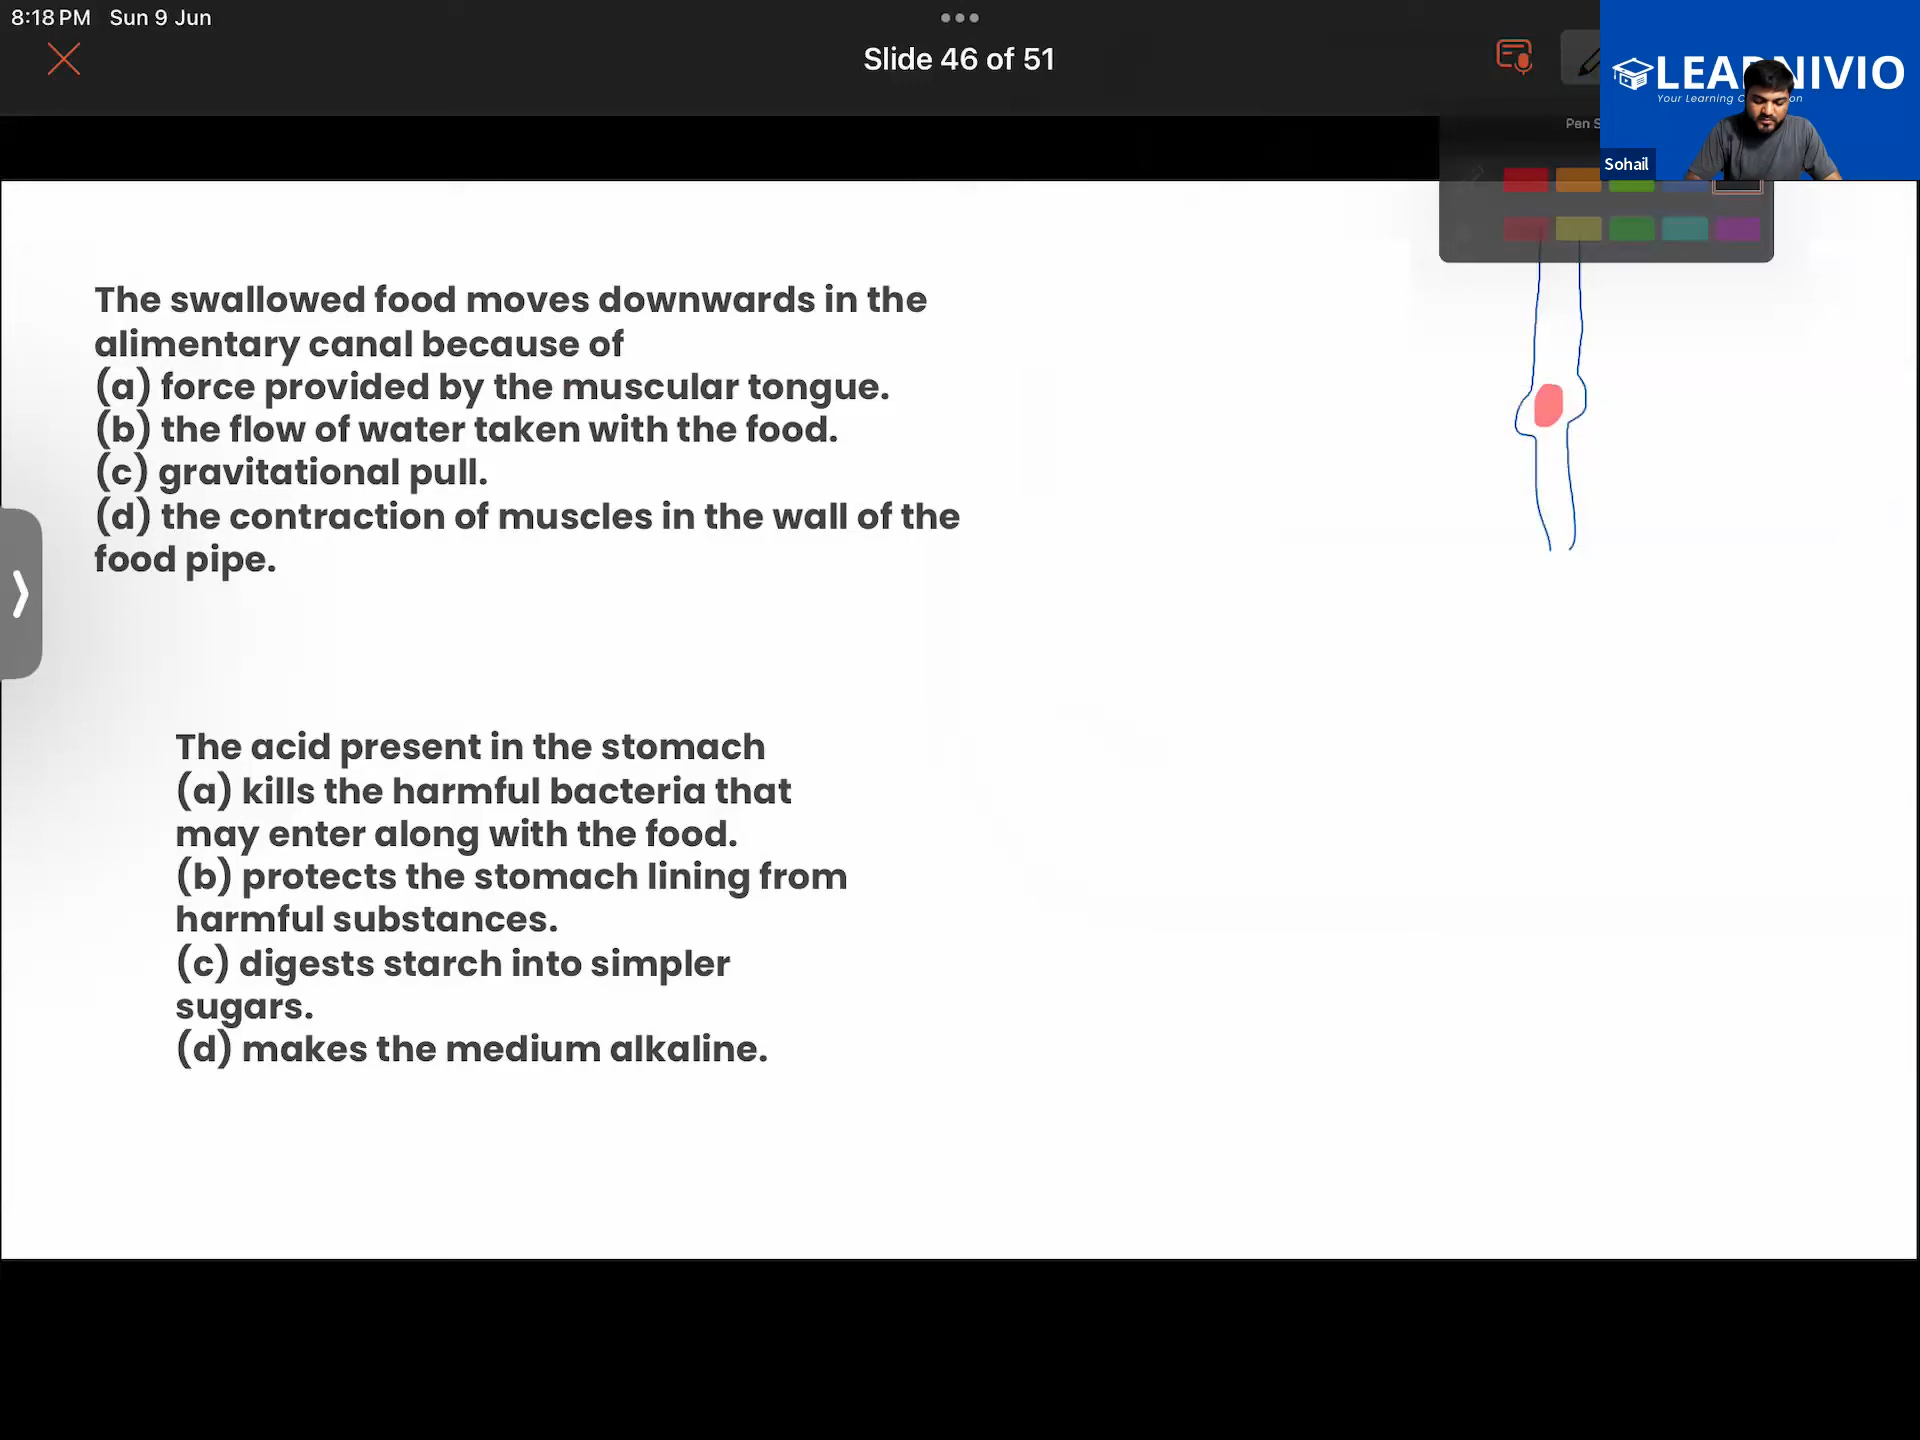 8:18 PM Sun 9 Jun
Slide 46 of 51
LEARNIVIO
Your Learning
Pen S
Sohail
The swallowed food moves downwards in the
alimentary canal because of
(a) force provided by the muscular tongue.
(b) the flow of water taken with the food.
(c) gravitational pull.
(d) the contraction of muscles in the wall of the
food pipe.
The acid present in the stomach
(a) kills the harmful bacteria that
may enter along with the food.
(b) protects the stomach lining from
harmful substances.
(c) digests starch into simpler
sugars.
(d) makes the medium alkaline.